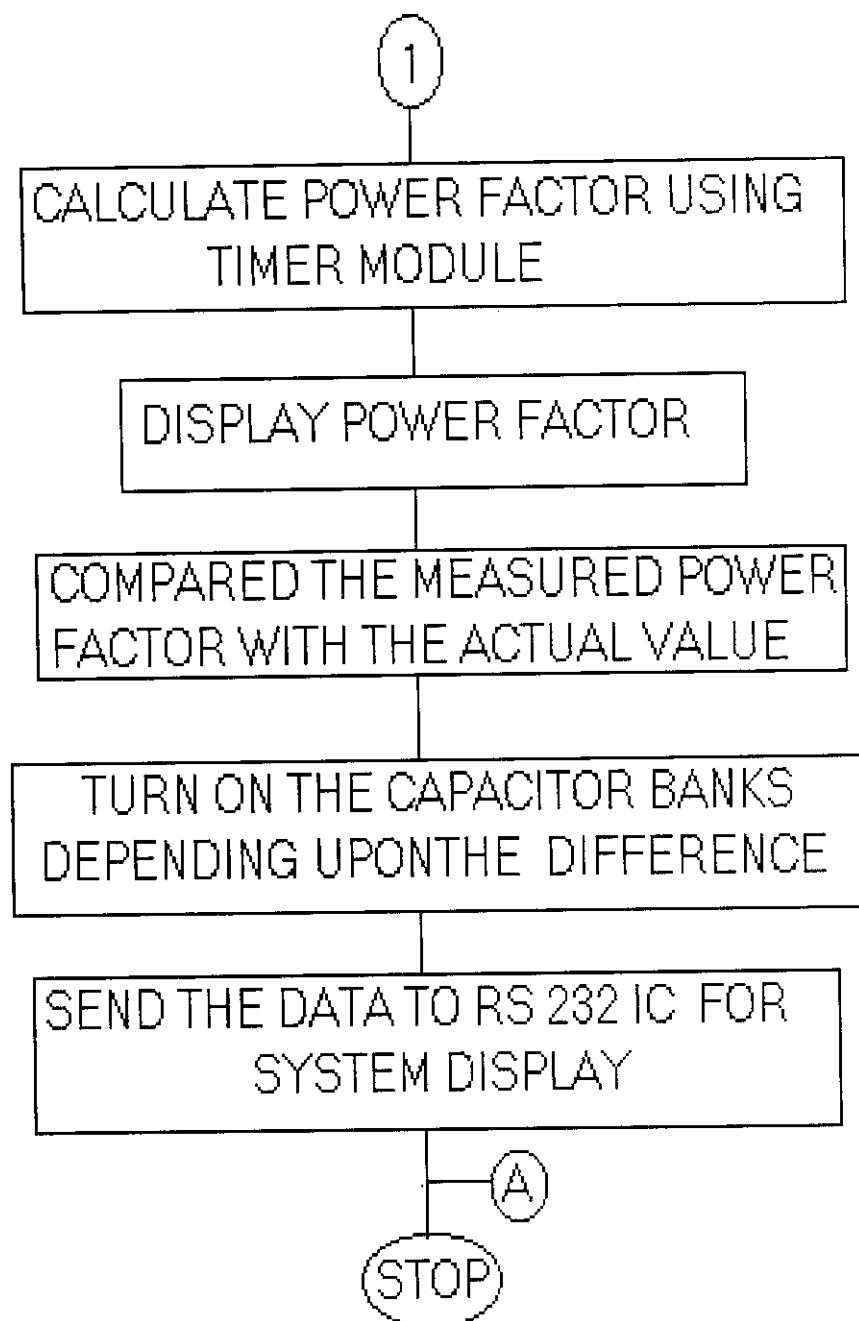 1
CALCULATE POWER FACTOR USING
TIMER MODULE
DISPLAY POWER FACTOR
COMPARED THE MEASURED POWER
FACTOR WITH THE ACTUAL VALUE
TURN ON THE CAPACITOR BANKS
DEPENDING UPONTHE DIFFERENCE
SEND THE DATA TO RS 232 IC FOR
SYSTEM DISPLAY
A
STOP